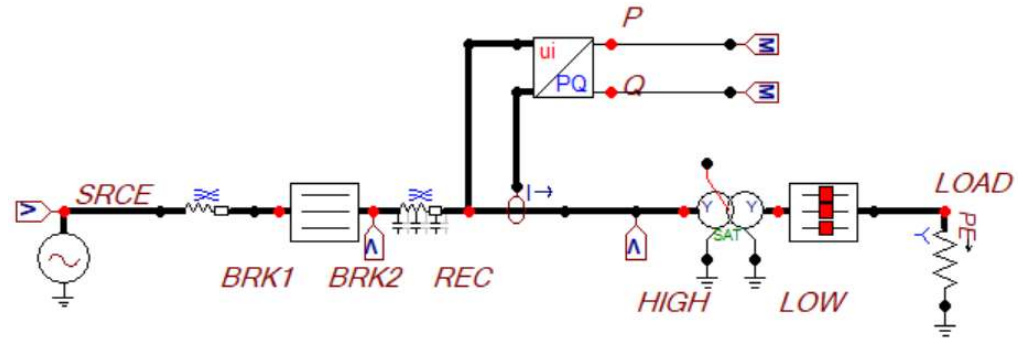 P
ui
PQ
Q
M
M
I→
SRCE
LOAD
V
Y Y
SAT
PE
Y
V
V
BRK1
BRK2
REC
HIGH
LOW